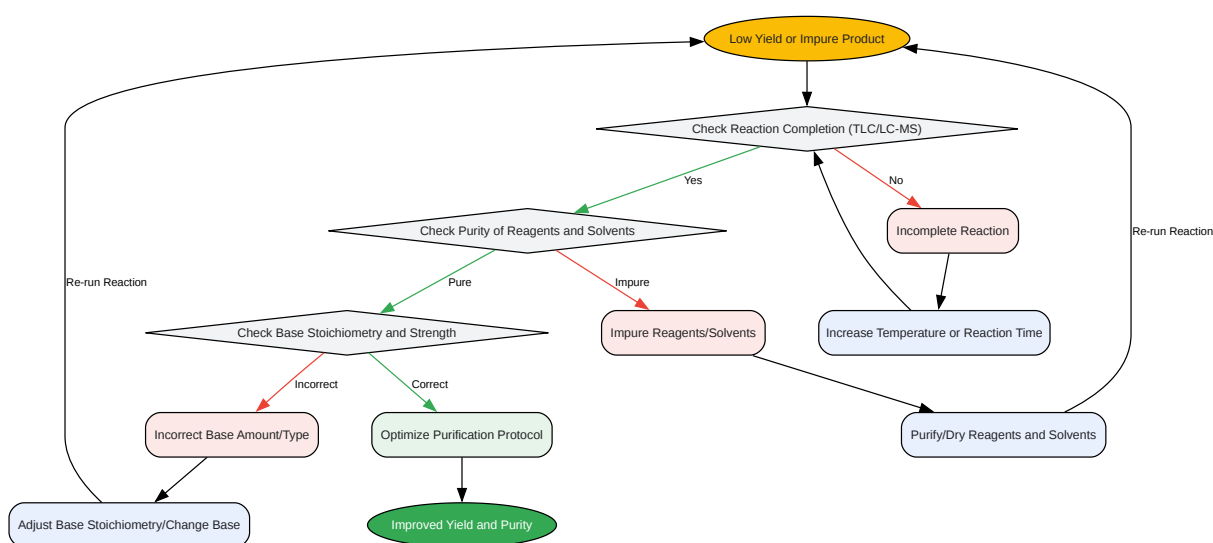 Low Yield or Impure Product
Check Reaction Completion (TLC/LC-MS)
Yes
No
Check Purity of Reagents and Solvents
Incomplete Reaction
Re-run Reaction
Re-run Reaction
Pure
Impure
Check Base Stoichiometry and Strength
Impure Reagents/Solvents
Increase Temperature or Reaction Time
Incorrect
Correct
Incorrect Base Amount/Type
Optimize Purification Protocol
Purify/Dry Reagents and Solvents
Adjust Base Stoichiometry/Change Base
Improved Yield and Purity